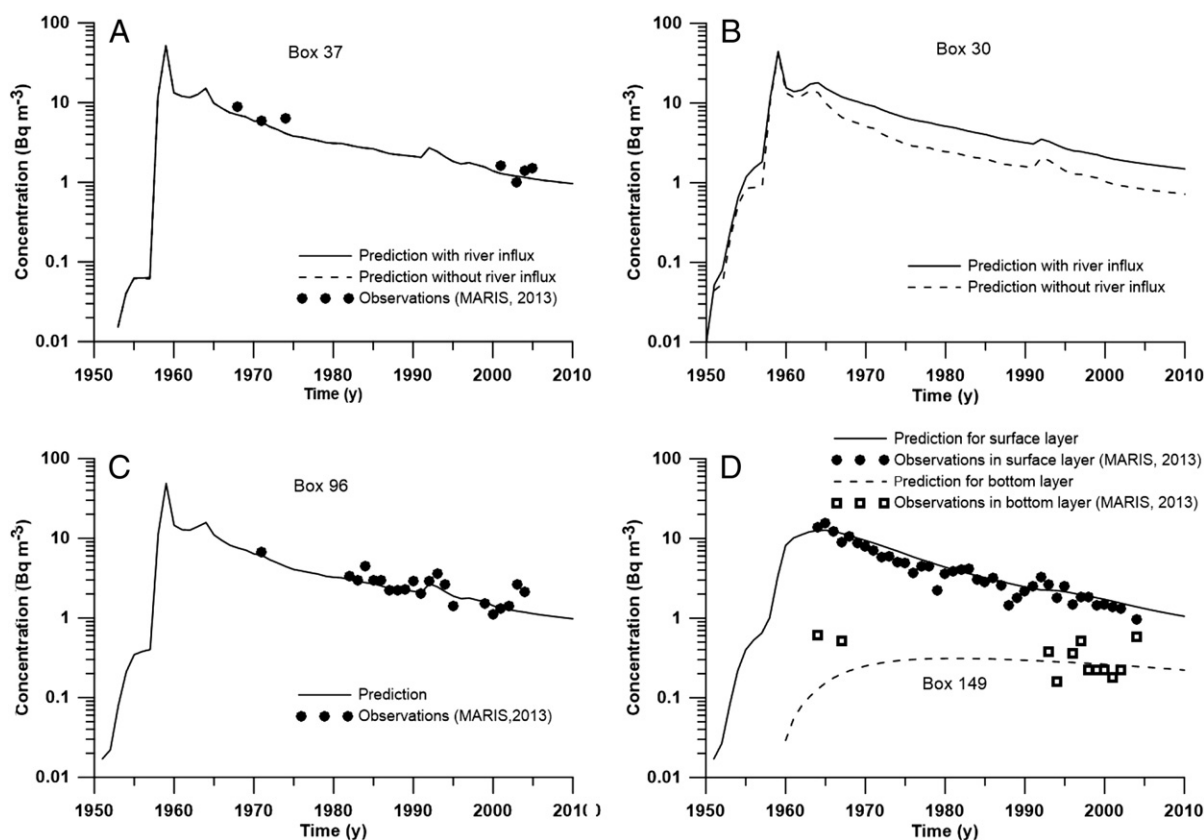 A
Box 37
Concentration (Bq m-3)
100
10
1
0.1
0.01
Prediction with river influx
Prediction without river influx
Observations (MARIS, 2013)
1950 1960 1970 1980 1990 2000 2010
Time (y)
B
Box 30
Concentration (Bq m-3)
100
10
1
0.1
0.01
Prediction with river influx
Prediction without river influx
1950 1960 1970 1980 1990 2000 2010
Time (y)
C
Box 96
Concentration (Bq m-3)
100
10
1
0.1
0.01
Prediction
Observations (MARIS,2013)
1950 1960 1970 1980 1990 2000 2010 )
Time (y)
D
Prediction for surface layer
Observations in surface layer (MARIS, 2013)
Prediction for bottom layer
Observations in bottom layer (MARIS, 2013)
Concentration (Bq m-3)
100
10
1
0.1
0.01
Box 149
1950 1960 1970 1980 1990 2000 2010
Time (y)